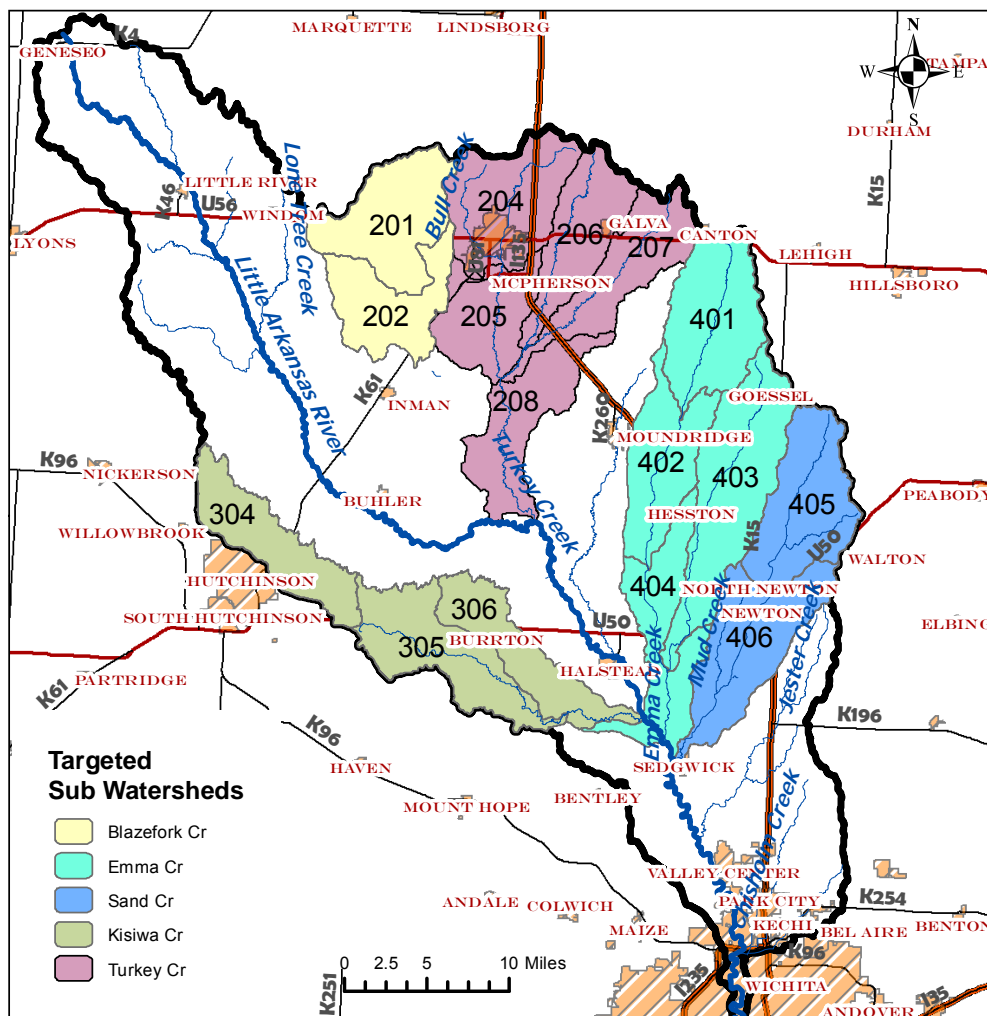 MARQUETTE
LINDSBORG
N
K4
GENESEO
TAMPA
W
E
S
DURHAM
K15
Lone Tree Creek
Bull Creek
LITTLE RIVER
K46
U56
WINDOM
204
201
GALVA
206
CANTON
LYONS
207
LEHIGH
I135
MCPHERSON
HILLSBORO
Little Arkansas River
202
205
401
K61
INMAN
208
GOESSEL
K260
MOUNDRIDGE
Turkey Creek
402
403
K96
NICKERSON
BUHLER
PEABODY
304
HESSTON
405
WILLOWBROOK
K15
U50
WALTON
HUTCHINSON
404
NORTH NEWTON
306
NEWTON
SOUTH HUTCHINSON
U50
ELBING
305
BURRTON
406
Mud Creek
Jester Creek
HALSTEAD
K61
PARTRIDGE
Emma Creek
K196
K96
SEDGWICK
HAVEN
BENTLEY
MOUNT HOPE
Chisholm Creek
VALLEY CENTER
ANDALE
COLWICH
PARK CITY
K254
MAIZE
KECHI
BEL AIRE
BENTON
K96
K251
I235
WICHITA
I35
ANDOVER
Targeted
Sub Watersheds
Blazefork Cr
Emma Cr
Sand Cr
Kisiwa Cr
Turkey Cr
0 2.5 5 10 Miles